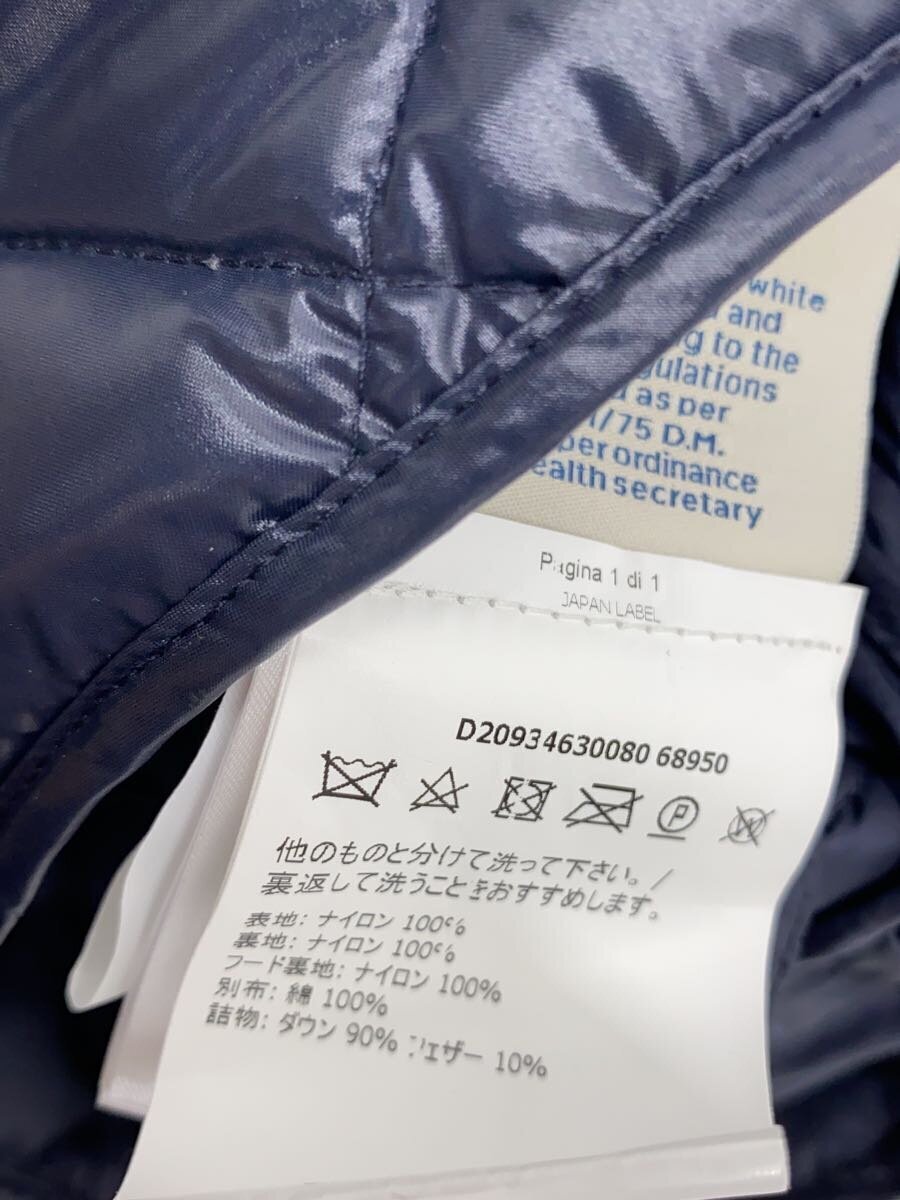 white
and
to the
as per
/75 D.M.
per ordinance
secretary
Pagina 1 di 1
JAPAN LABEL
D20934630080 68950
他のものと分けて洗って下さい。/
裏返して洗うことをおすすめします。
表地: ナイロン 100%
裏地: ナイロン 100%
フード裏地: ナイロン 100%
別布: 綿 100%
詰物: ダウン 90% フェザー 10%